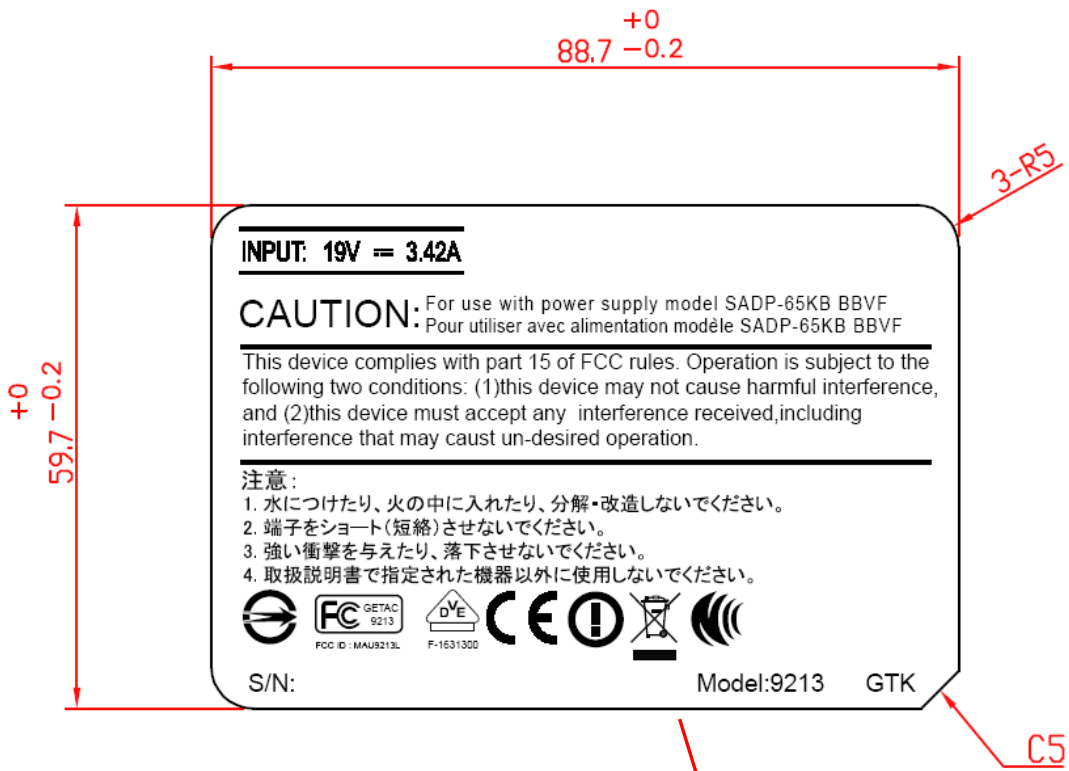 +0
88.7 -0.2
3-R5
+0
59.7 -0.2
INPUT: 19V ⎓ 3.42A
CAUTION: For use with power supply model SADP-65KB BBVF
Pour utiliser avec alimentation modèle SADP-65KB BBVF
This device complies with part 15 of FCC rules. Operation is subject to the
following two conditions: (1)this device may not cause harmful interference,
and (2)this device must accept any interference received,including
interference that may caust un-desired operation.
注意:
1. 水につけたり、火の中に入れたり、分解・改造しないでください。
2. 端子をショート(短絡)させないでください。
3. 強い衝撃を与えたり、落下させないでください。
4. 取扱説明書で指定された機器以外に使用しないでください。
FC GETAC
9213
FCC ID : MAU9213L
DVE
F-1631300
CE
S/N: Model:9213 GTK
C5